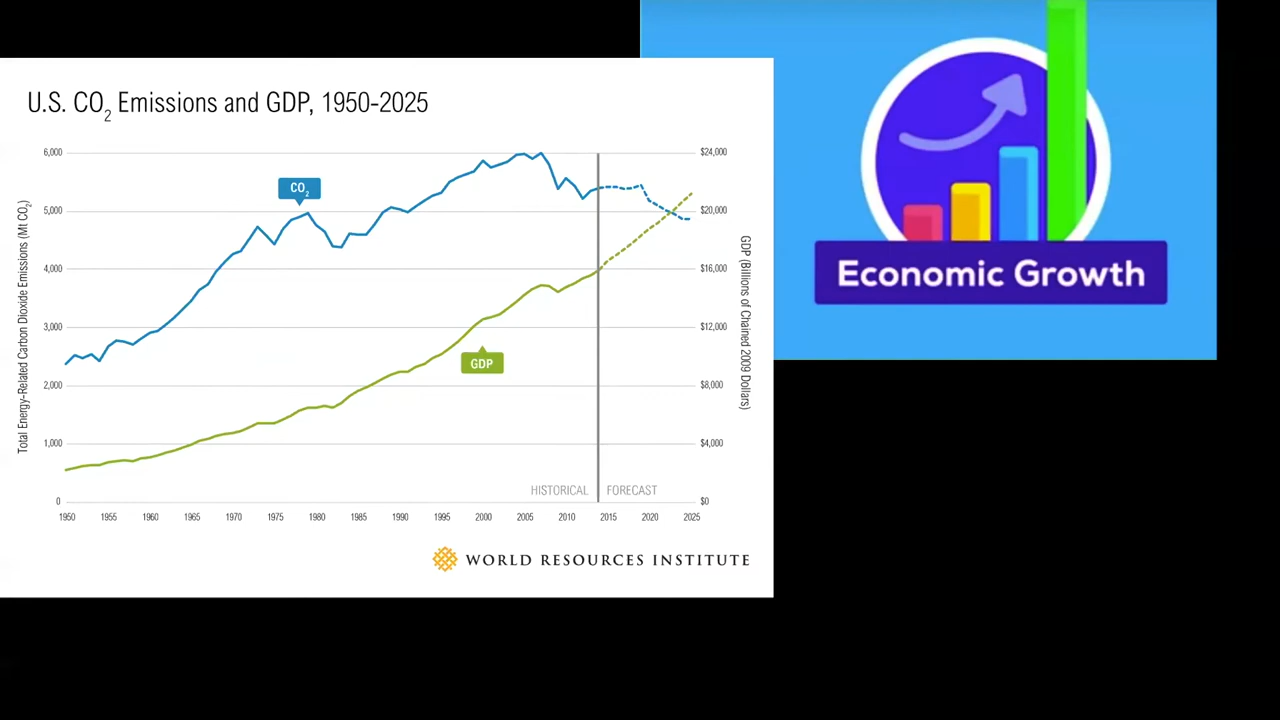 U.S. CO2 Emissions and GDP, 1950-2025
6,000
5,000
4,000
3,000
2,000
1,000
0
Total Energy-Related Carbon Dioxide Emissions (Mt CO2)
CO2
GDP
HISTORICAL
FORECAST
$24,000
$20,000
$16,000
$12,000
$8,000
$4,000
$0
GDP (Billions of Chained 2009 Dollars)
1950 1955 1960 1965 1970 1975 1980 1985 1990 1995 2000 2005 2010 2015 2020 2025
WORLD RESOURCES INSTITUTE
Economic Growth